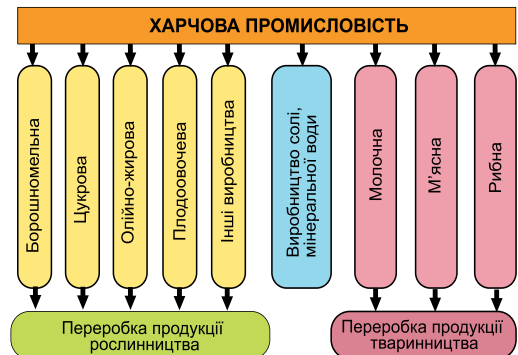 ХАРЧОВА ПРОМИСЛОВІСТЬ
Борошномельна
Цукрова
Олійно-жирова
Плодоовочева
Інші виробництва
Виробництво солі,
мінеральної води
Молочна
М’ясна
Рибна
Переробка продукції
рослинництва
Переробка продукції
тваринництва